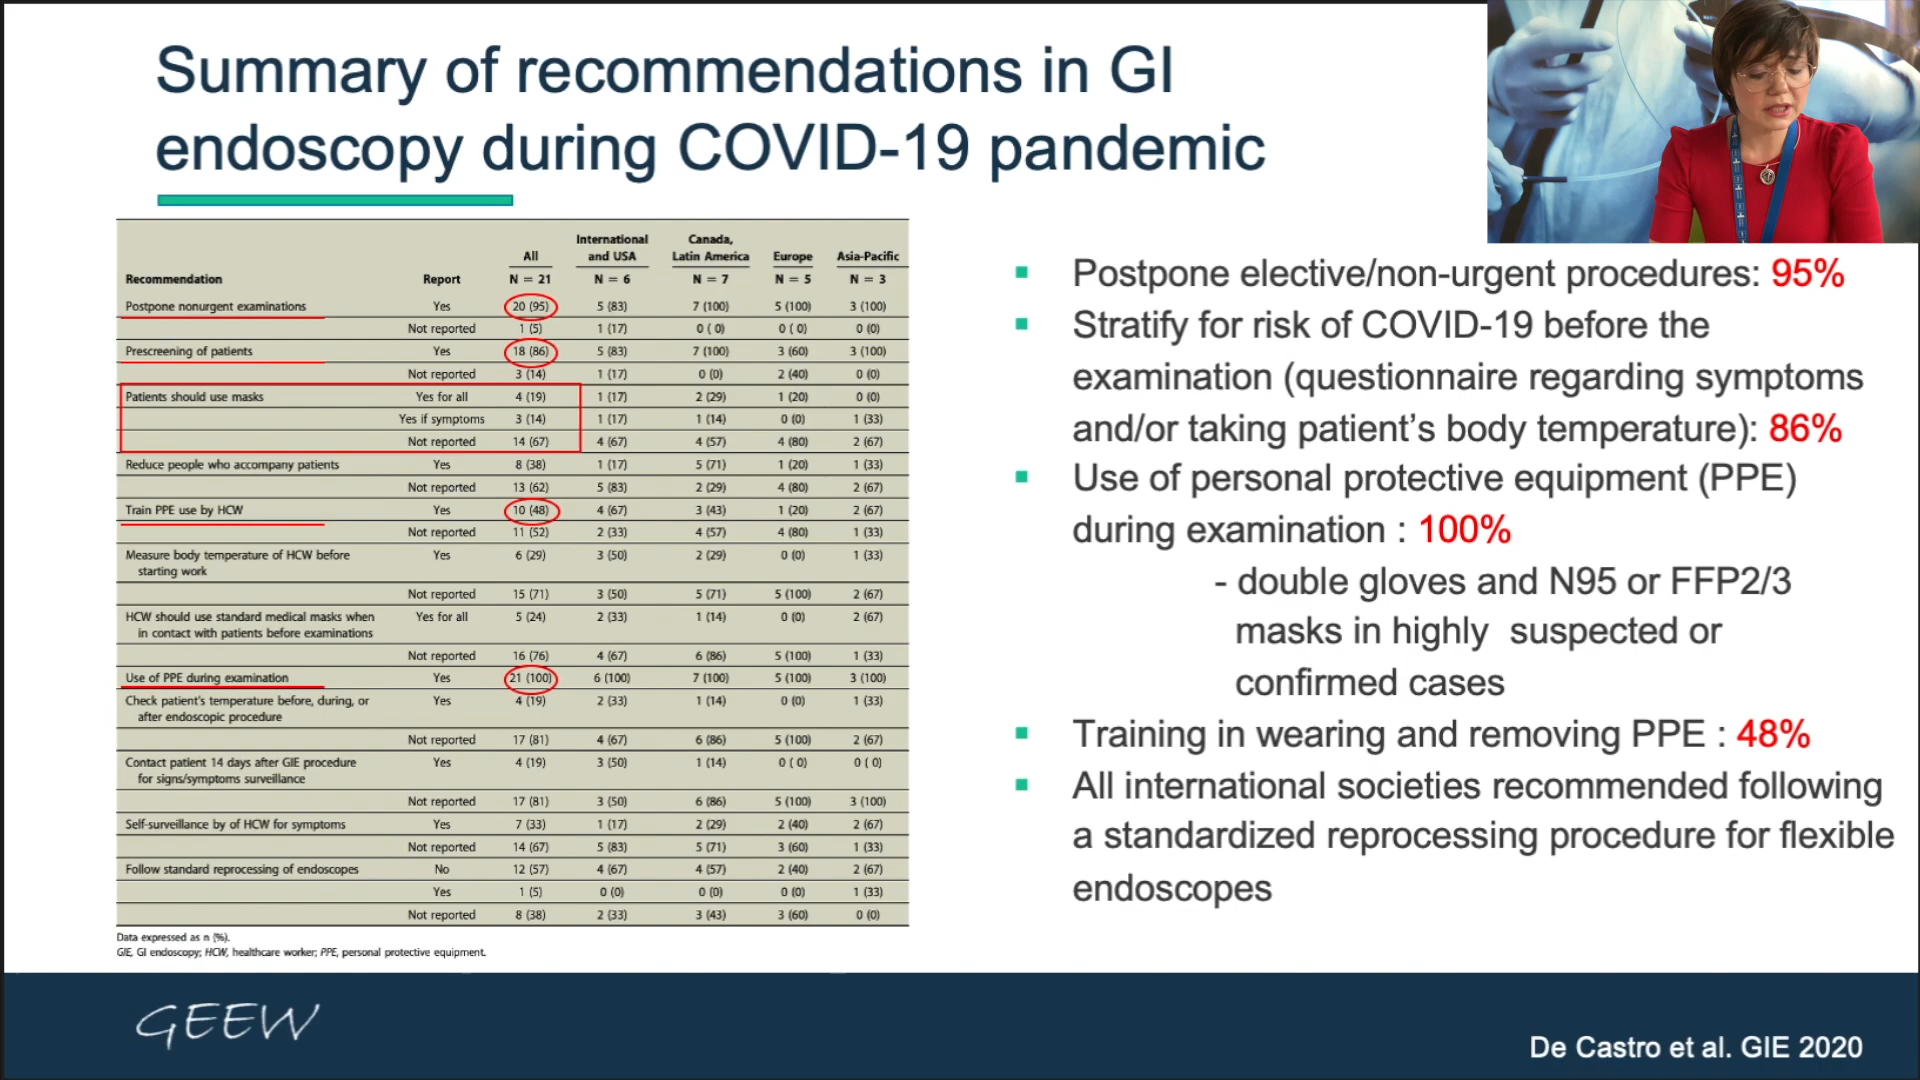 Summary of recommendations in GI
endoscopy during COVID-19 pandemic
Recommendation Report All N = 21 International and USA N = 6 Canada, Latin America N = 7 Europe N = 5 Asia-Pacific N = 3
Postpone nonurgent examinations Yes 20 (95) 5 (83) 7 (100) 5 (100) 3 (100)
Not reported 1 (5) 1 (17) 0 ( 0) 0 ( 0) 0 (0)
Prescreening of patients Yes 18 (86) 5 (83) 7 (100) 3 (60) 3 (100)
Not reported 3 (14) 1 (17) 0 (0) 2 (40) 0 (0)
Patients should use masks Yes for all 4 (19) 1 (17) 2 (29) 1 (20) 0 (0)
Yes if symptoms 3 (14) 1 (17) 1 (14) 0 (0) 1 (33)
Not reported 14 (67) 4 (67) 4 (57) 4 (80) 2 (67)
Reduce people who accompany patients Yes 8 (38) 1 (17) 5 (71) 1 (20) 1 (33)
Not reported 13 (62) 5 (83) 2 (29) 4 (80) 2 (67)
Train PPE use by HCW Yes 10 (48) 4 (67) 3 (43) 1 (20) 2 (67)
Not reported 11 (52) 2 (33) 4 (57) 4 (80) 1 (33)
Measure body temperature of HCW before Yes 6 (29) 3 (50) 2 (29) 0 (0) 1 (33)
starting work
Not reported 15 (71) 3 (50) 5 (71) 5 (100) 2 (67)
HCW should use standard medical masks when Yes for all 5 (24) 2 (33) 1 (14) 0 (0) 2 (67)
in contact with patients before examinations
Not reported 16 (76) 4 (67) 6 (86) 5 (100) 1 (33)
Use of PPE during examination Yes 21 (100) 6 (100) 7 (100) 5 (100) 3 (100)
Check patient's temperature before, during, or Yes 4 (19) 2 (33) 1 (14) 0 (0) 1 (33)
after endoscopic procedure
Not reported 17 (81) 4 (67) 6 (86) 5 (100) 2 (67)
Contact patient 14 days after GIE procedure Yes 4 (19) 3 (50) 1 (14) 0 ( 0) 0 ( 0)
for signs/symptoms surveillance
Not reported 17 (81) 3 (50) 6 (86) 5 (100) 3 (100)
Self-surveillance by of HCW for symptoms Yes 7 (33) 1 (17) 2 (29) 2 (40) 2 (67)
Not reported 14 (67) 5 (83) 5 (71) 3 (60) 1 (33)
Follow standard reprocessing of endoscopes No 12 (57) 4 (67) 4 (57) 2 (40) 2 (67)
Yes 1 (5) 0 (0) 0 (0) 0 (0) 1 (33)
Not reported 8 (38) 2 (33) 3 (43) 3 (60) 0 (0)
Data expressed as n (%).
GIE, GI endoscopy; HCW, healthcare worker; PPE, personal protective equipment.
Postpone elective/non-urgent procedures: 95%
Stratify for risk of COVID-19 before the
examination (questionnaire regarding symptoms
and/or taking patient's body temperature): 86%
Use of personal protective equipment (PPE)
during examination : 100%
- double gloves and N95 or FFP2/3
masks in highly suspected or
confirmed cases
Training in wearing and removing PPE : 48%
All international societies recommended following
a standardized reprocessing procedure for flexible
endoscopes
GEEW
De Castro et al. GIE 2020